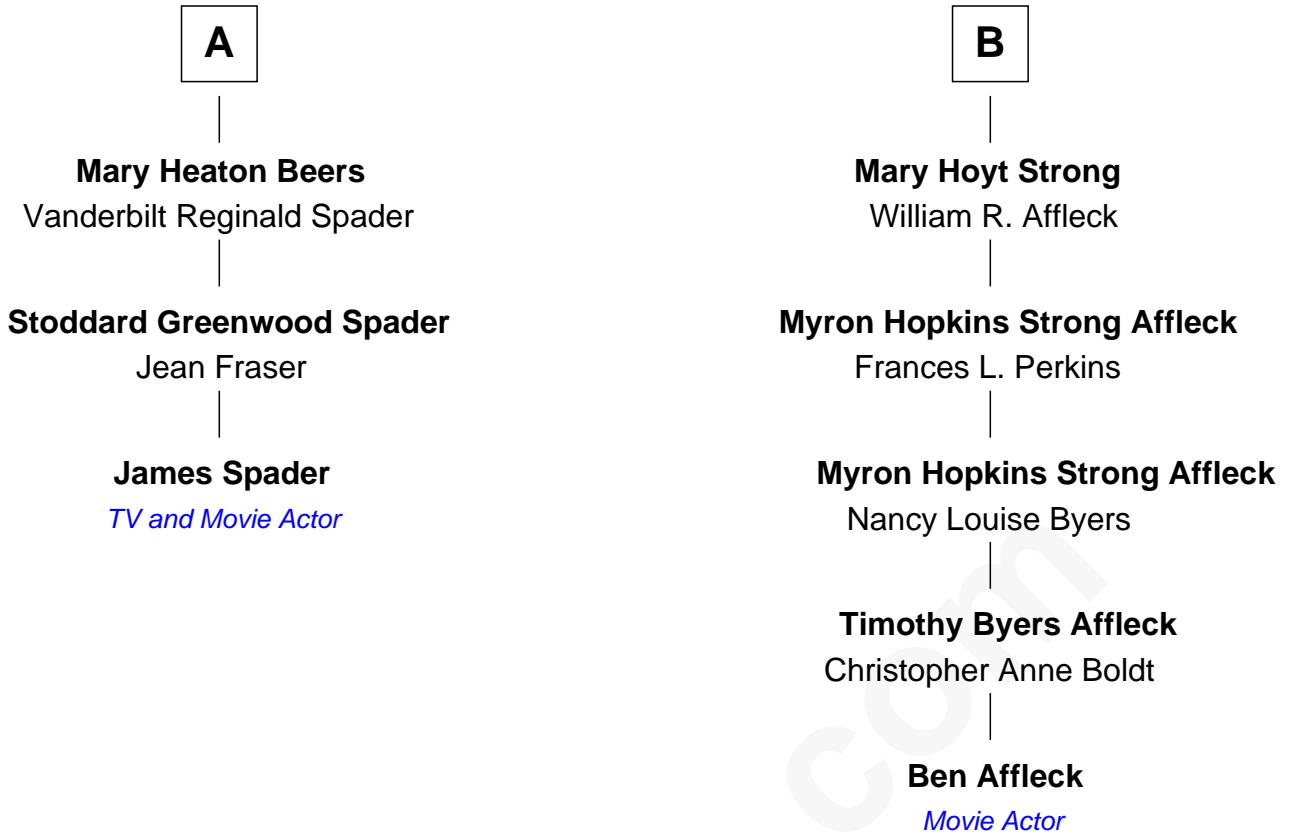 A
Mary Heaton Beers
Vanderbilt Reginald Spader
Stoddard Greenwood Spader
Jean Fraser
James Spader
TV and Movie Actor
B
Mary Hoyt Strong
William R. Affleck
Myron Hopkins Strong Affleck
Frances L. Perkins
Myron Hopkins Strong Affleck
Nancy Louise Byers
Timothy Byers Affleck
Christopher Anne Boldt
Ben Affleck
Movie Actor
com